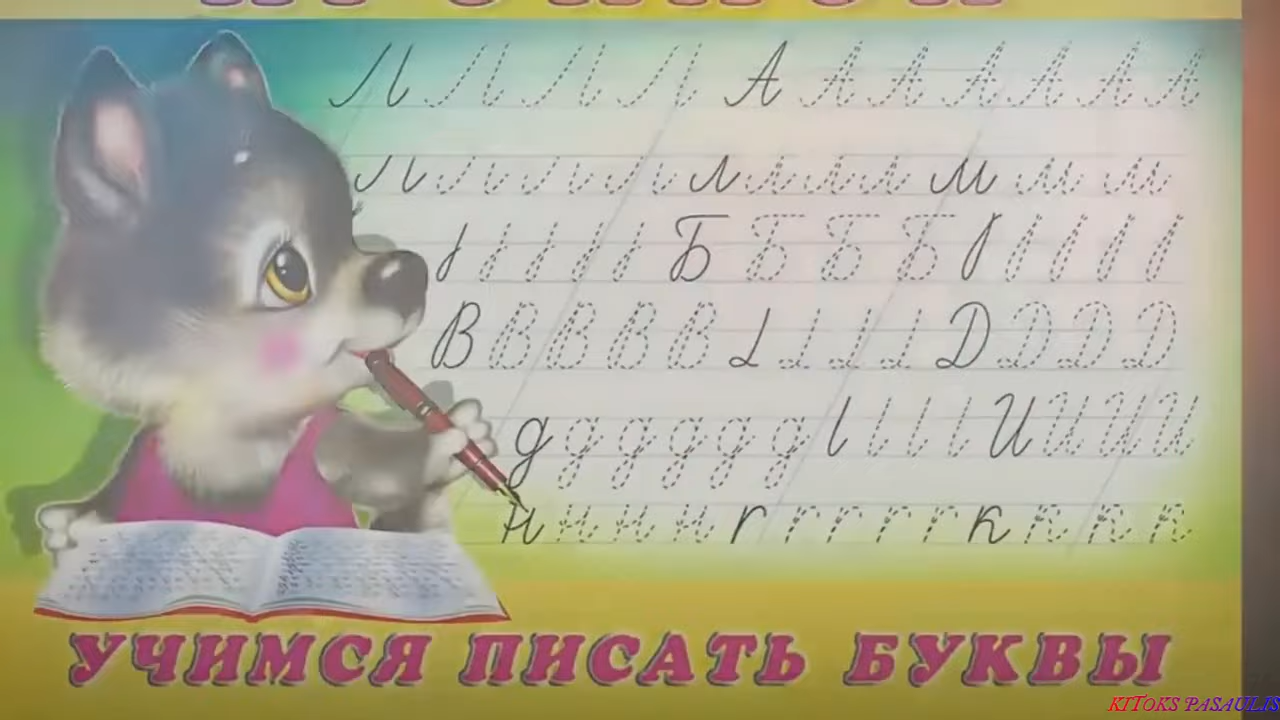 Л Л Л Л А А А А А А А
л л л л м м м
Б Б Б Б
В В В В В Д Д Д Д
д д д д д д И И И И
н н н н г г г г г к к к к
УЧИМСЯ ПИСАТЬ БУКВЫ
KITOKS PASAULIS